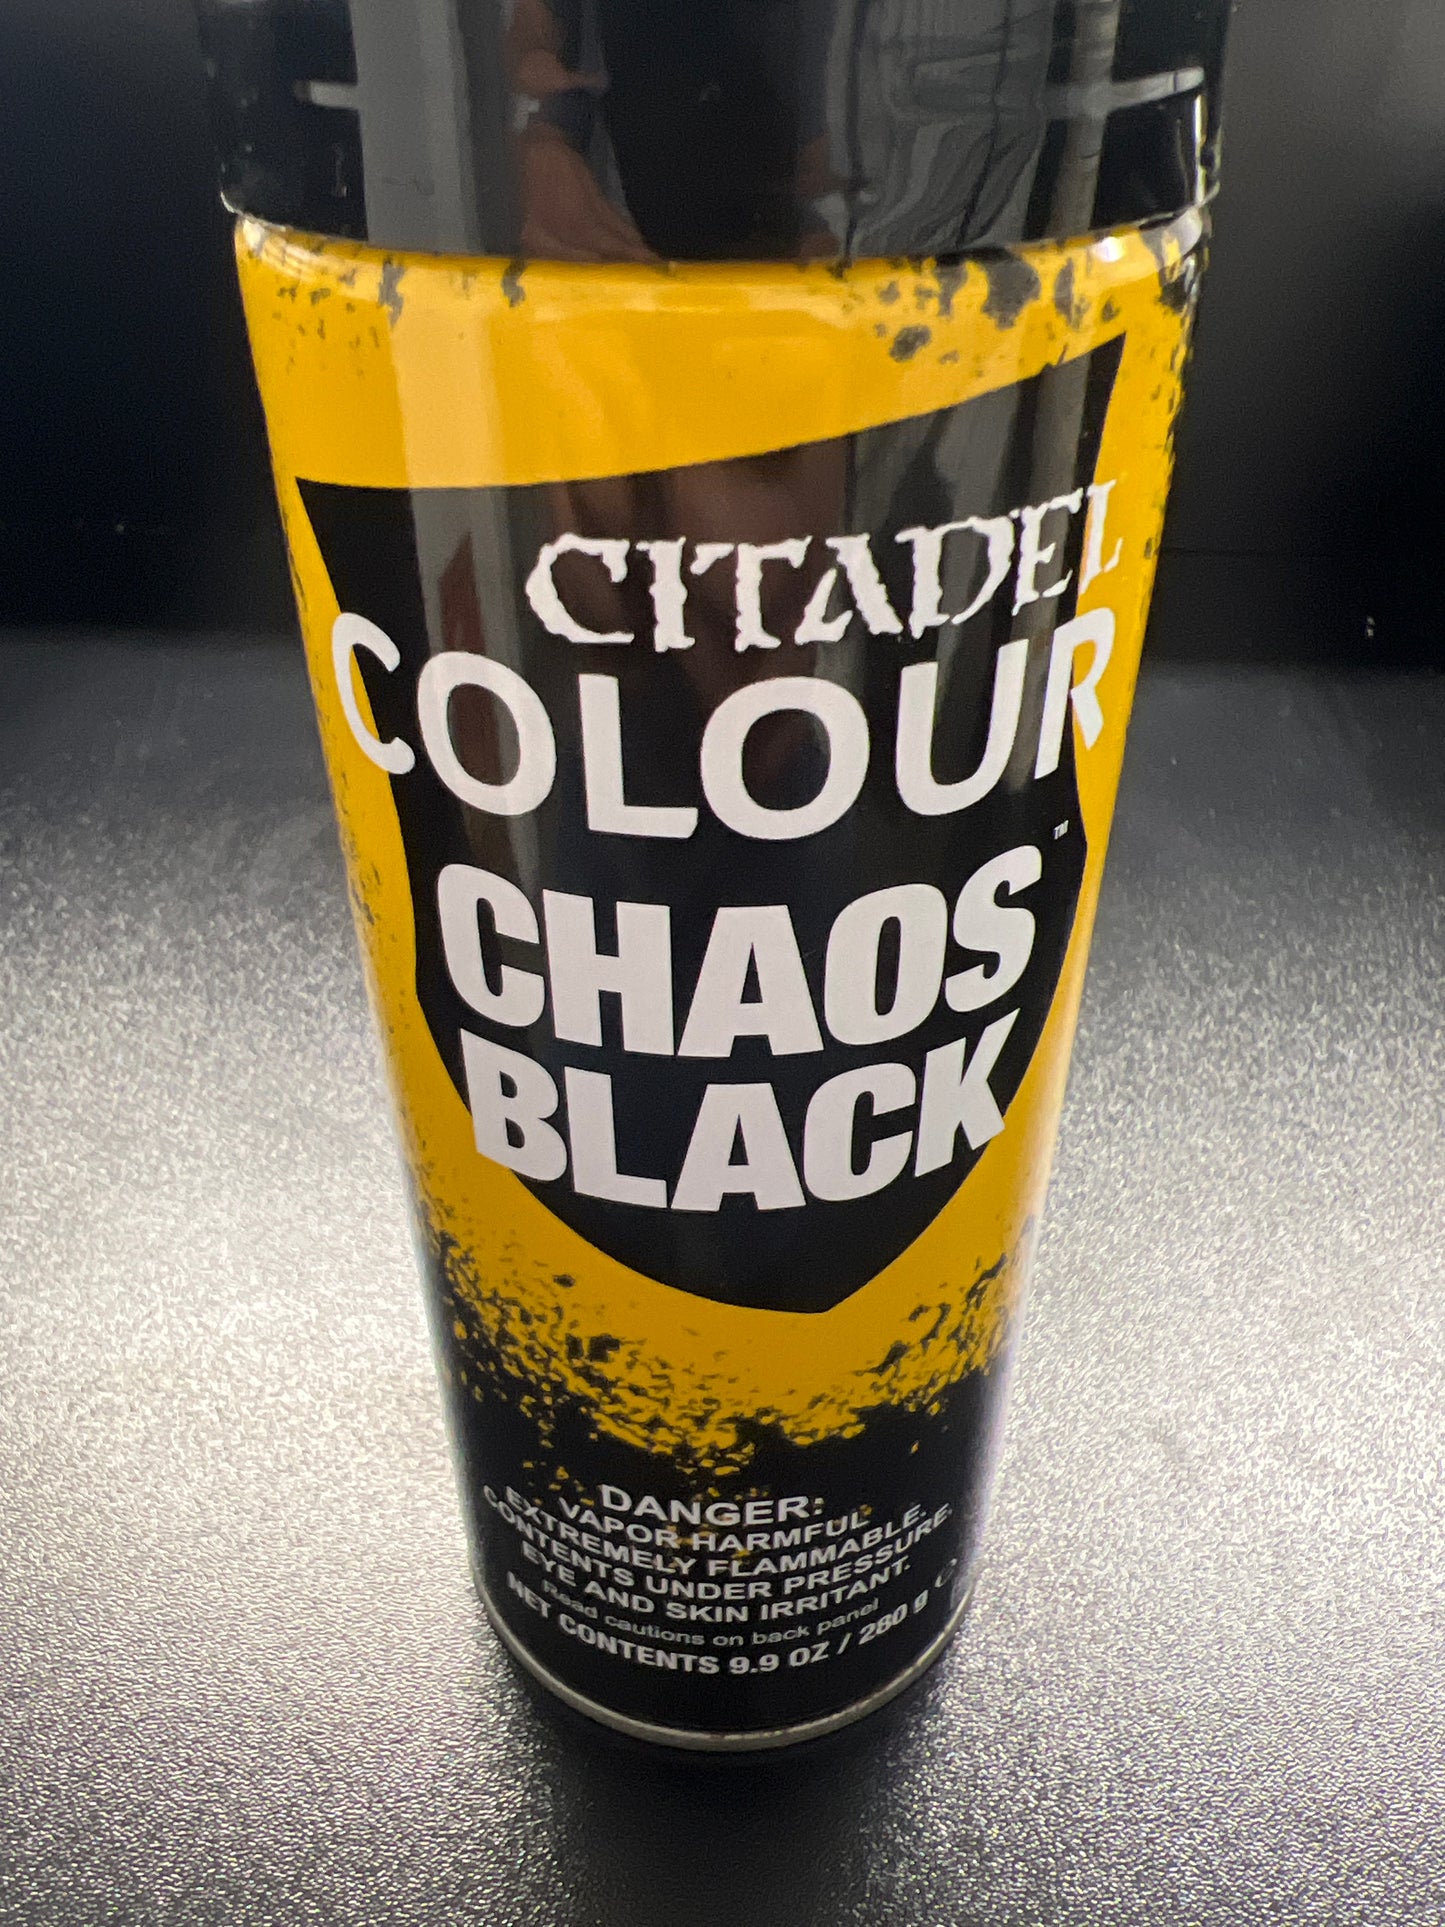 CITADEL
COLOUR
™
CHAOS
BLACK
DANGER:
VAPOR HARMFUL
EXTREMELY FLAMMABLE.
CONTENTS UNDER PRESSURE.
EYE AND SKIN IRRITANT.
Read cautions on back panel
NET CONTENTS 9.9 OZ / 280 g